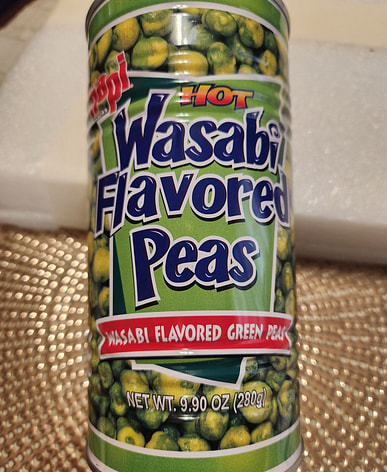 HOT
Wasabi
Flavored
Peas
WASABI FLAVORED GREEN PEAS
NET WT. 9.90 OZ (280g)